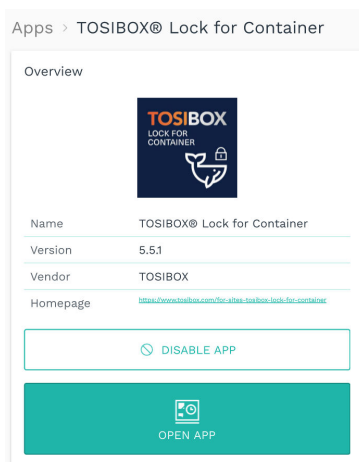 Apps > TOSIBOX® Lock for Container
Overview
TOSIBOX
LOCK FOR
CONTAINER
Name TOSIBOX® Lock for Container
Version 5.5.1
Vendor TOSIBOX
Homepage https://www.tosibox.com/for-sites-tosibox-lock-for-container
DISABLE APP
OPEN APP